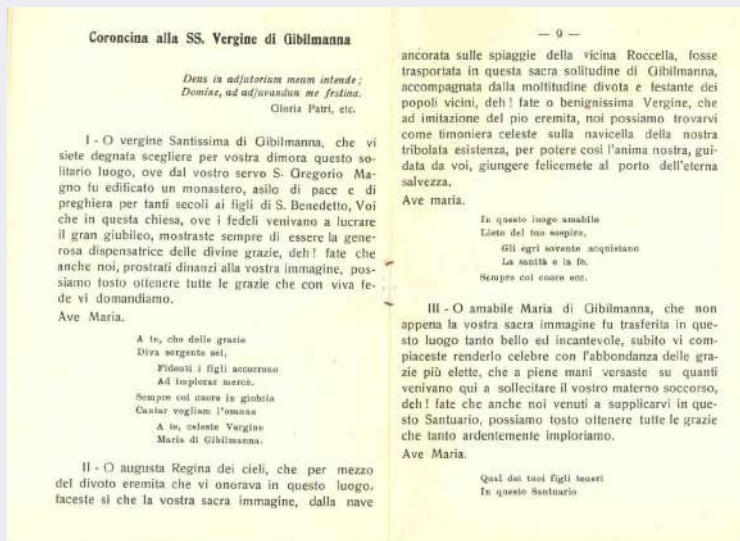 Coroncina alla SS. Vergine di Gibilmanna
Deus in adjutorium meum intende ;
Domine, ad adjuvandun me festina.
Gloria Patri, etc.
I - O vergine Santissima di Gibilmanna, che vi
siete degnata scegliere per vostra dimora questo so-
litario luogo, ove dal vostro servo S. Gregorio Ma-
gno fu edificato un monastero, asilo di pace e di
preghiera per tanti secoli ai figli di S. Benedetto, Voi
che in questa chiesa, ove i fedeli venivano a lucrare
il gran giubileo, mostraste sempre di essere la gene-
rosa dispensatrice delle divine grazie, deh ! fate che
anche noi, prostrati dinanzi alla vostra immagine, pos-
siamo tosto ottenere tutte le grazie che con viva fe-
de vi domandiamo.
Ave Maria.
A te, che delle grazie
Diva sorgente sei,
Fidenti i figli accorrono
Ad implorar mercè.
Sempre col cuore in giubilo
Cantar vogliam l'osanna
A te, celeste Vergine
Maria di Gibilmanna.
II - O augusta Regina dei cieli, che per mezzo
del divoto eremita che vi onorava in questo luogo,
faceste sì che la vostra sacra immagine, dalla nave
— 9 —
ancorata sulle spiaggie della vicina Roccella, fosse
trasportata in questa sacra solitudine di Gibilmanna,
accompagnata dalla moltitudine divota e festante dei
popoli vicini, deh ! fate o benignissima Vergine, che
ad imitazione del pio eremita, noi possiamo trovarvi
come timoniera celeste sulla navicella della nostra
tribolata esistenza, per potere così l'anima nostra, gui-
data da voi, giungere felicemete al porto dell'eterna
salvezza.
Ave maria.
In questo luogo amabile
Lieto del tuo sospiro,
Gli egri sovente acquistano
La sanità e la fe.
Sempre col cuore ecc.
III - O amabile Maria di Gibilmanna, che non
appena la vostra sacra immagine fu trasferita in que-
sto luogo tanto bello ed incantevole, subito vi com-
piaceste renderlo celebre con l'abbondanza delle gra-
zie più elette, che a piene mani versaste su quanti
venivano qui a sollecitare il vostro materno soccorso,
deh ! fate che anche noi venuti a supplicarvi in que-
sto Santuario, possiamo tosto ottenere tutte le grazie
che tanto ardentemente imploriamo.
Ave Maria.
Qual dei tuoi figli teneri
In questo Santuario